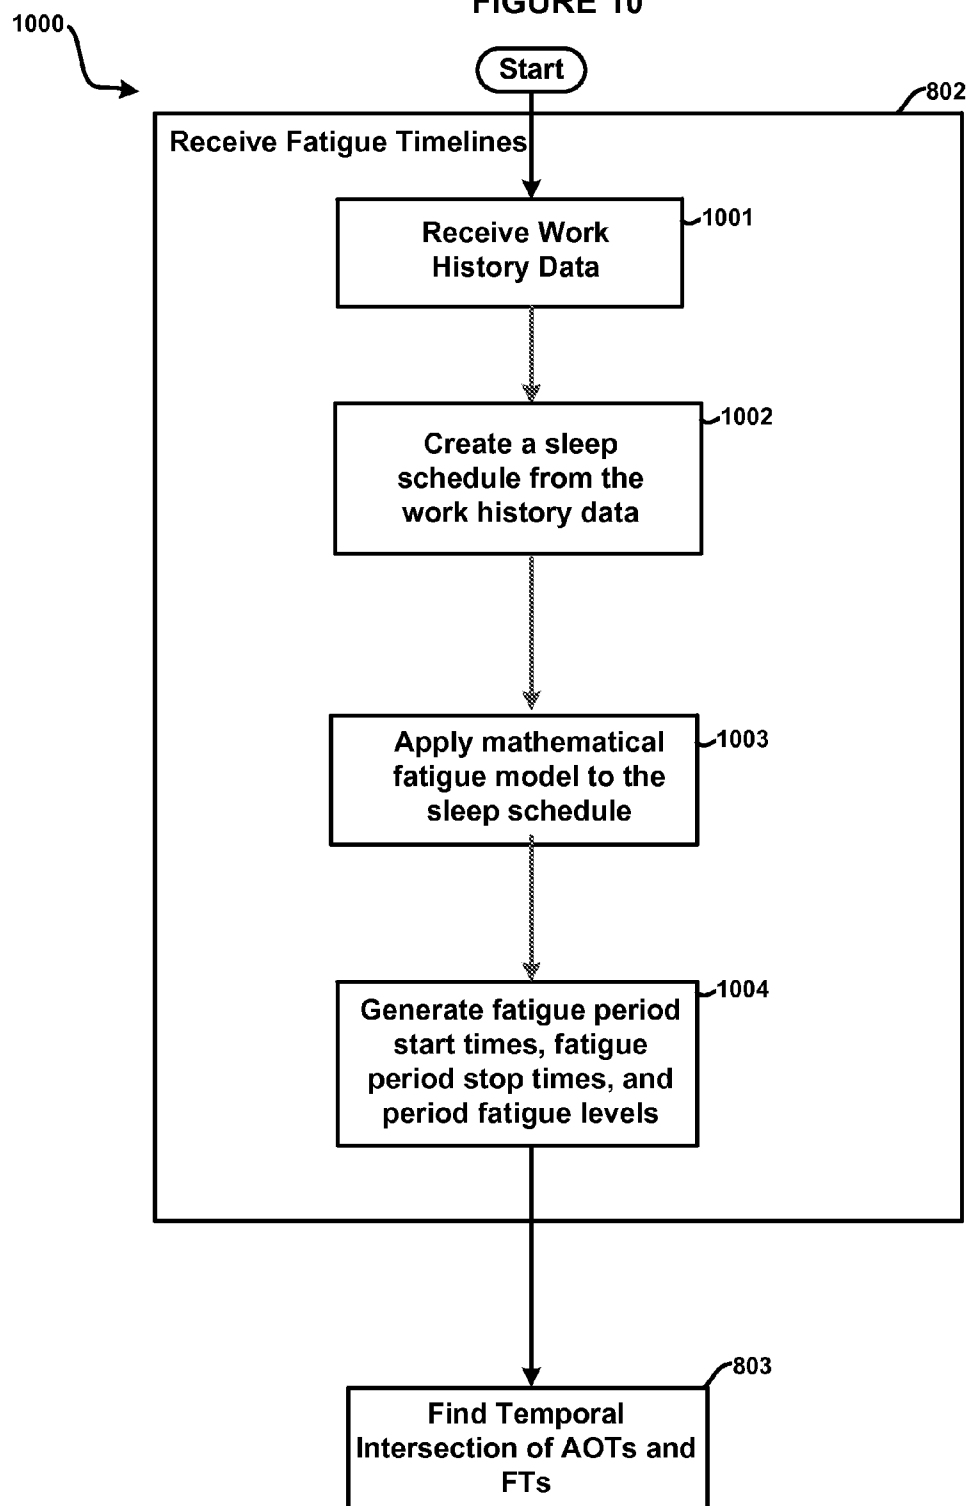 FIGURE 10
1000
Start
802
Receive Fatigue Timelines
1001
Receive Work
History Data
1002
Create a sleep
schedule from the
work history data
1003
Apply mathematical
fatigue model to the
sleep schedule
1004
Generate fatigue period
start times, fatigue
period stop times, and
period fatigue levels
803
Find Temporal
Intersection of AOTs and
FTs